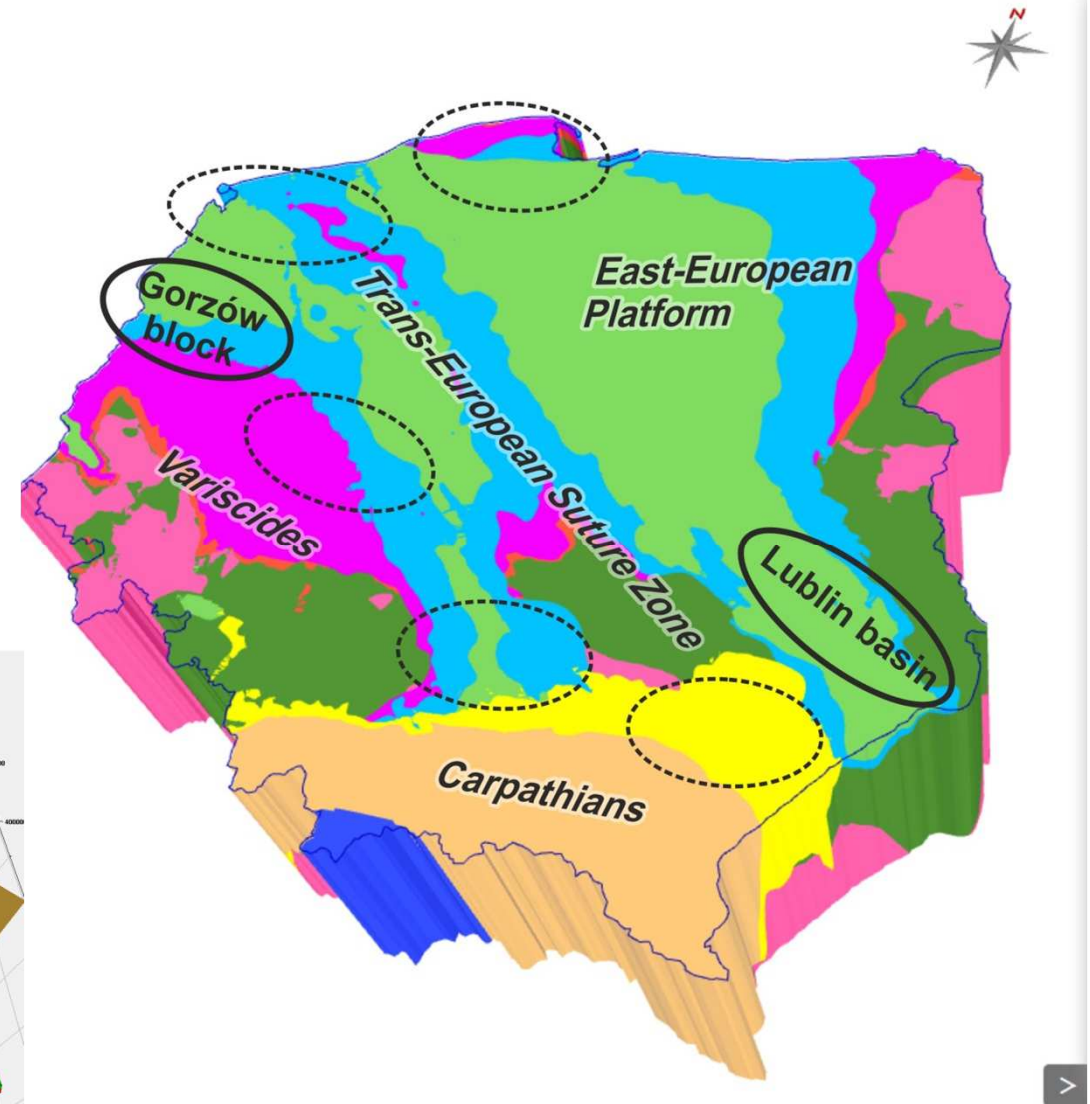 N
East-European
Platform
Gorzów
block
Trans-European Suture Zone
Variscides
Lublin basin
Carpathians
>